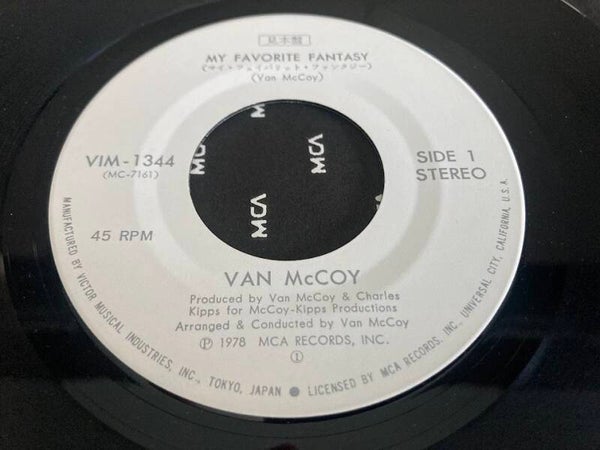 見本盤
MY FAVORITE FANTASY
(マイ・フェイバリット・ファンタジー)
(Van McCoy)
VIM-1344
(MC-7161)
SIDE 1
STEREO
45 RPM
MCA
MCA
MCA
MCA
VAN McCOY
Produced by Van McCoy & Charles
Kipps for McCoy-Kipps Productions
Arranged & Conducted by Van McCoy
Ⓟ 1978 MCA RECORDS, INC.
①
MANUFACTURED BY VICTOR MUSICAL INDUSTRIES, INC., TOKYO, JAPAN ● LICENSED BY MCA RECORDS, INC., UNIVERSAL CITY, CALIFORNIA, U.S.A.